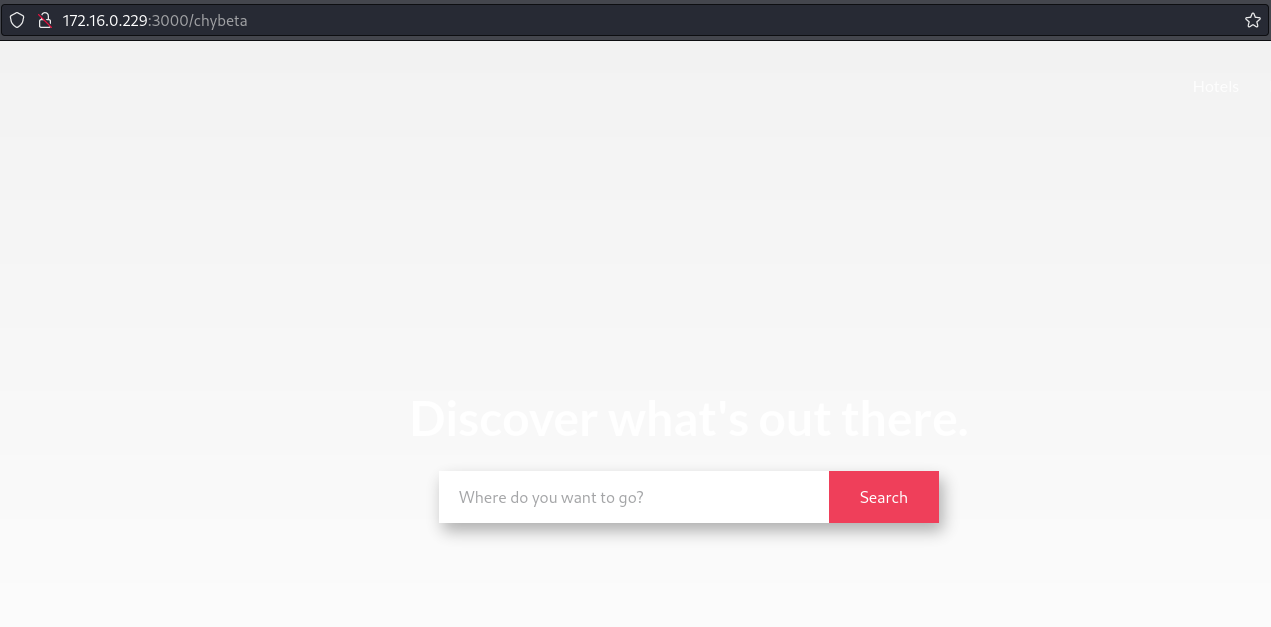 172.16.0.229:3000/chybeta
Hotels
Discover what's out there.
Where do you want to go?
Search